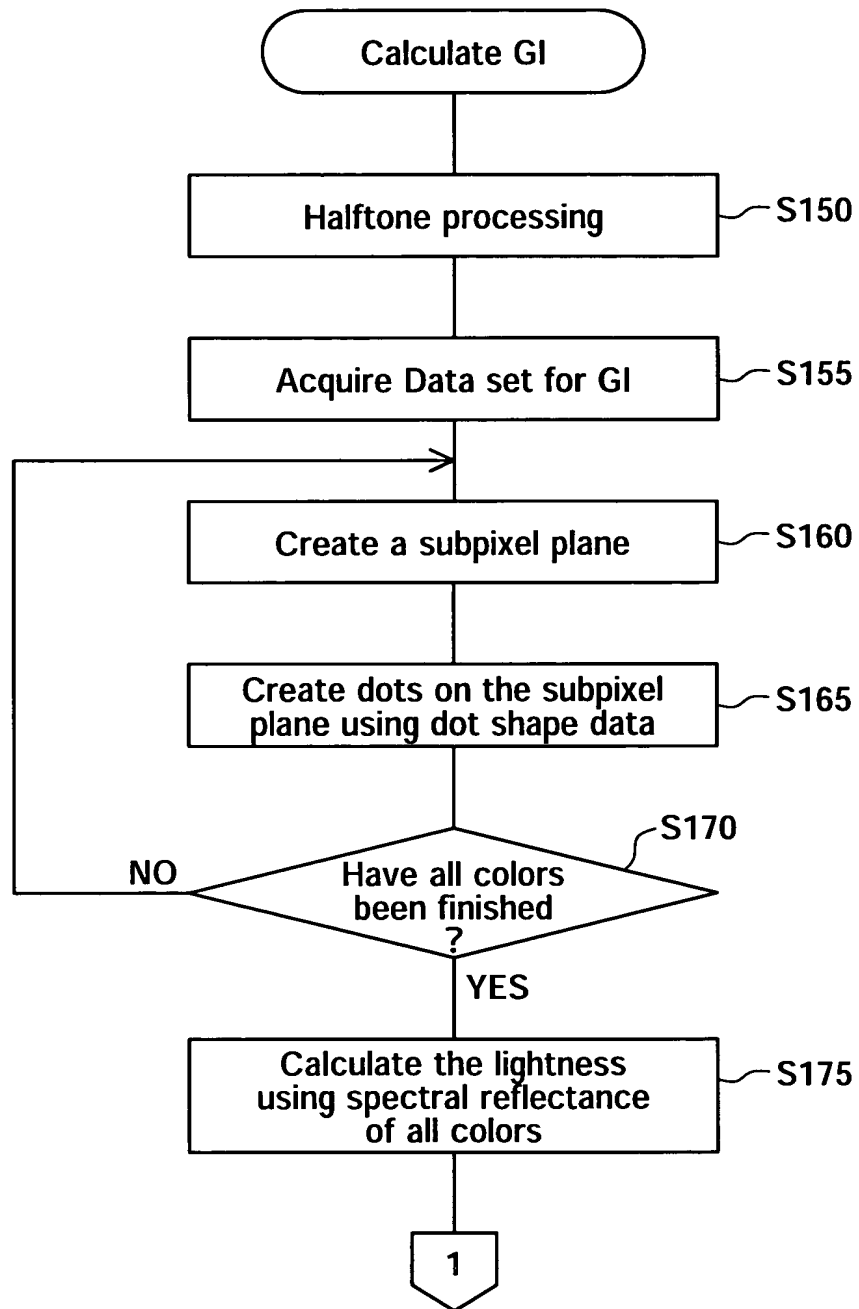 Calculate GI
Halftone processing
S150
Acquire Data set for GI
S155
Create a subpixel plane
S160
Create dots on the subpixel
plane using dot shape data
S165
S170
NO
Have all colors
been finished
?
YES
Calculate the lightness
using spectral reflectance
of all colors
S175
1